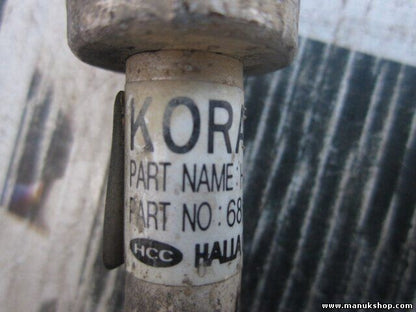 KORA
PART NAME:
PART NO: 68
HCC HALLA
www.manukshop.com